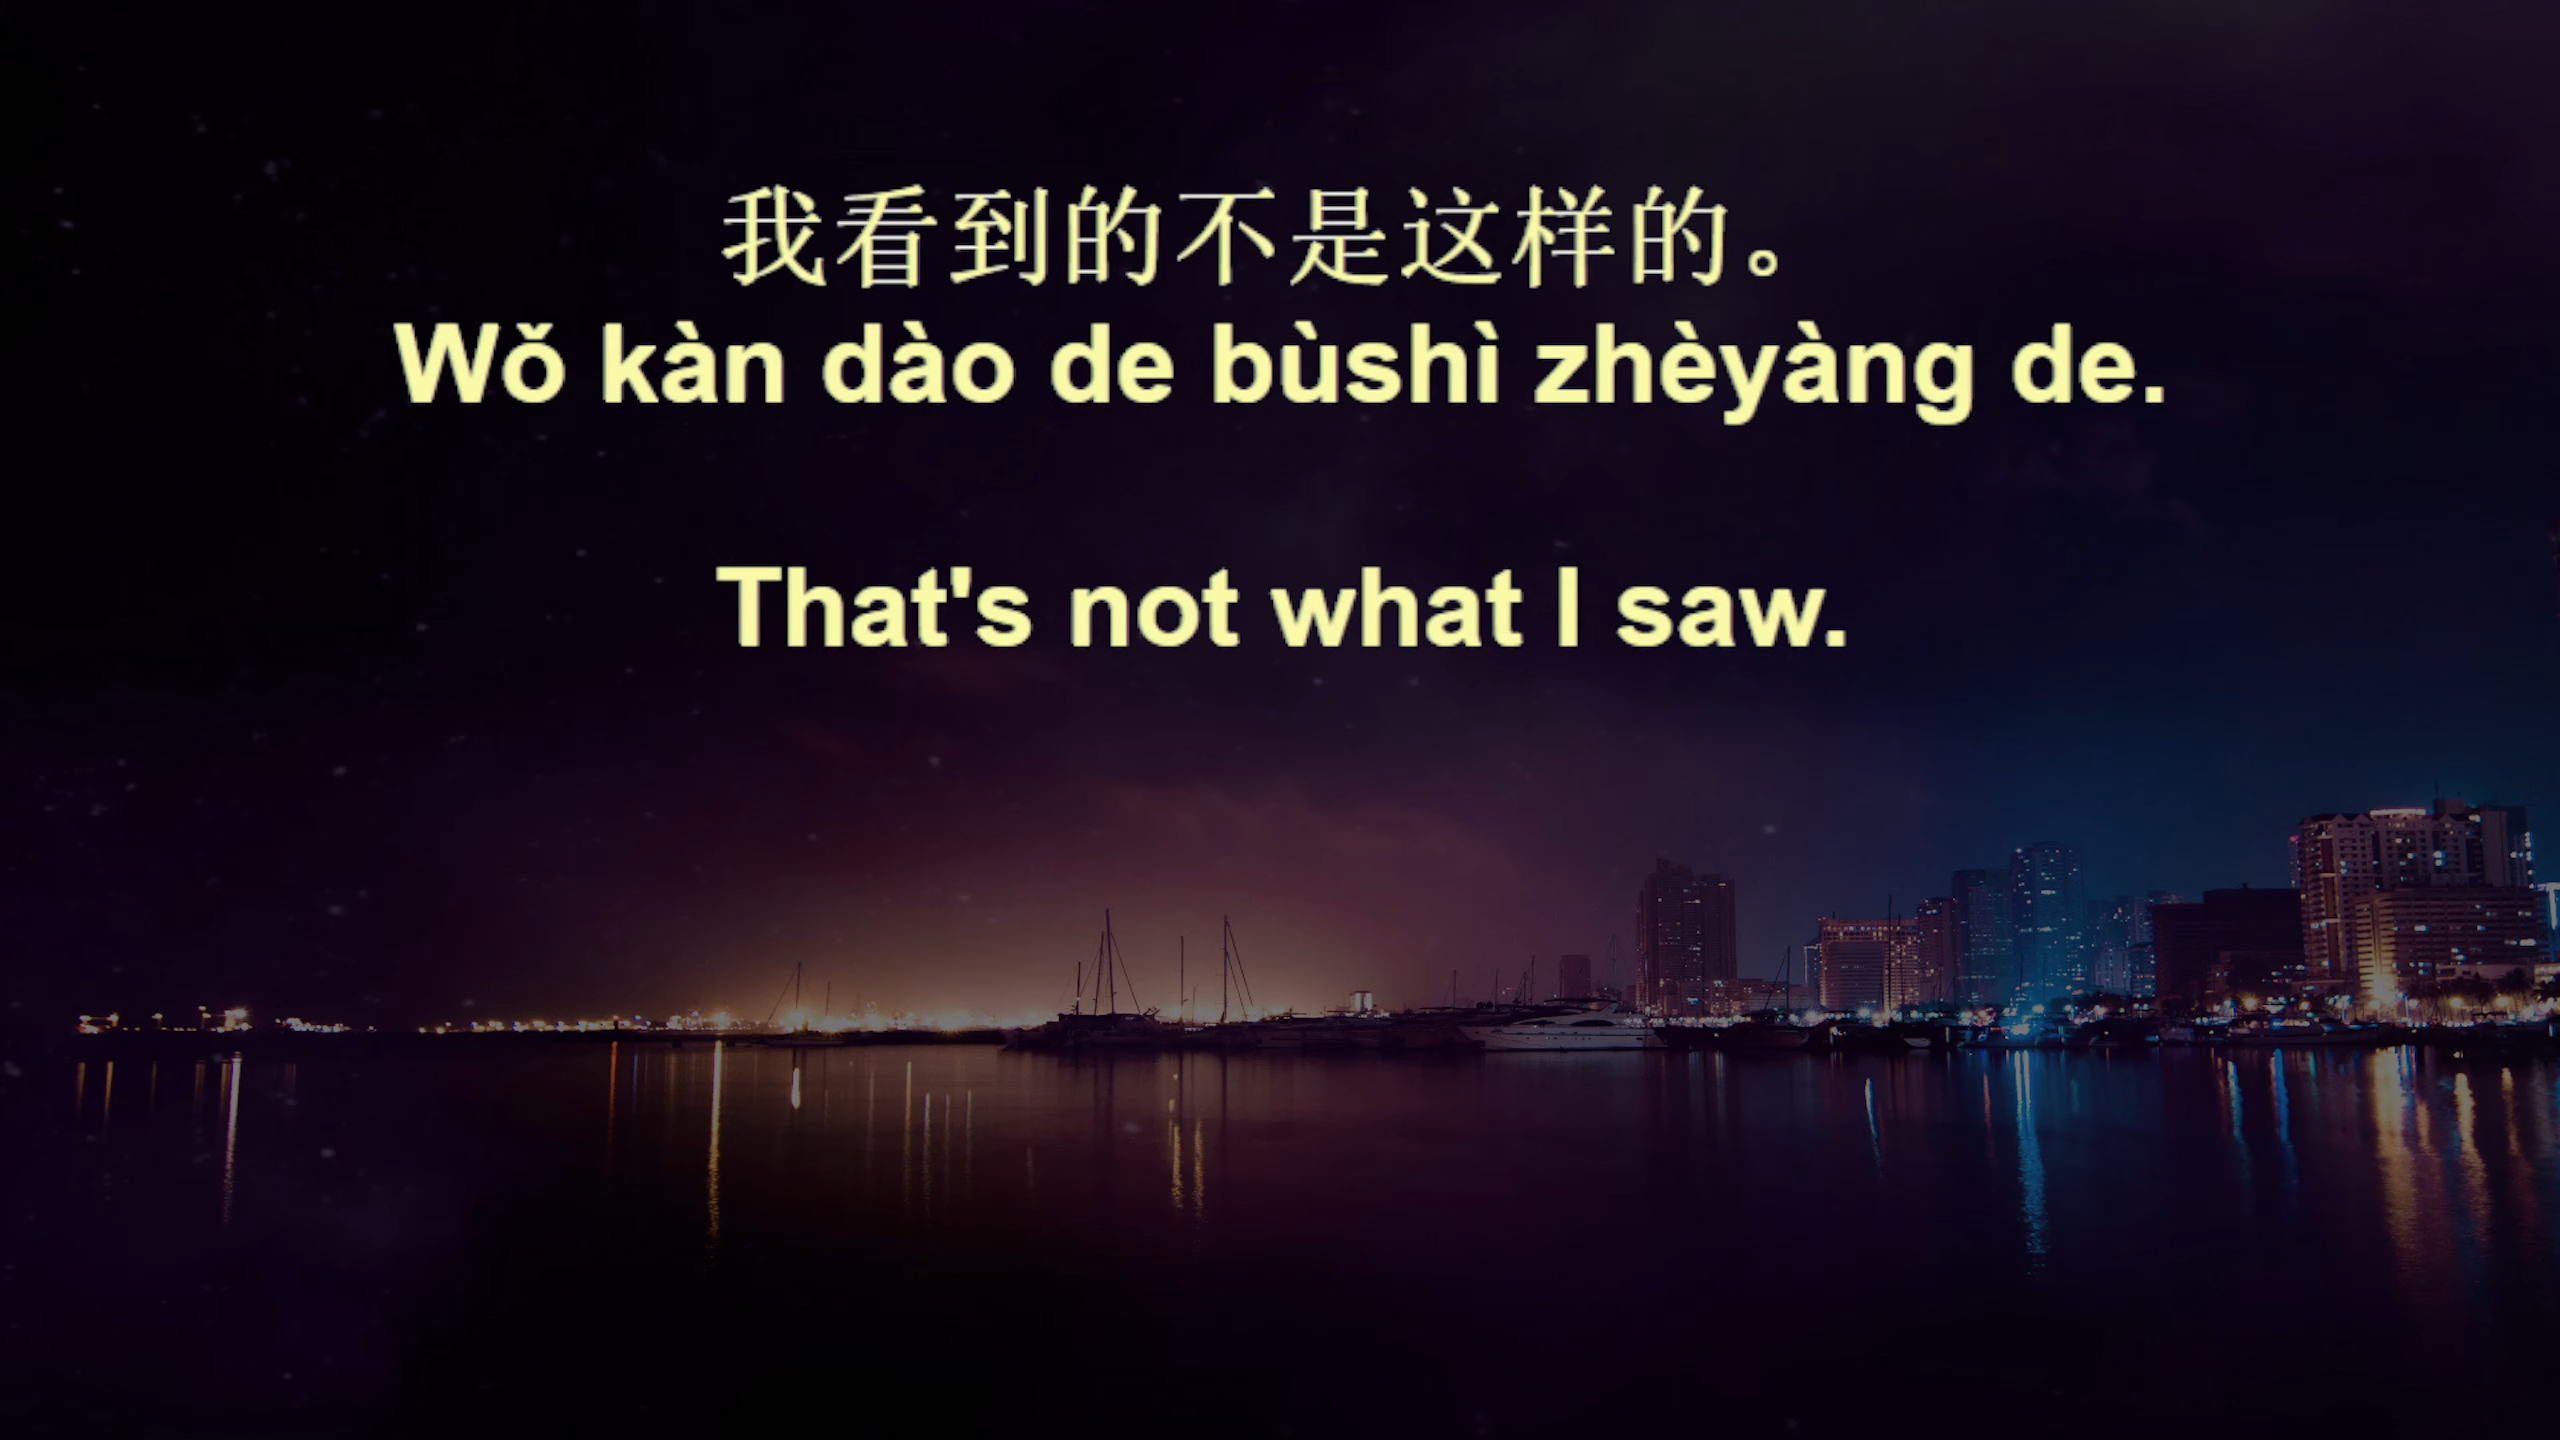 我看到的不是这样的。
Wǒ kàn dào de bùshì zhèyàng de.
That's not what I saw.